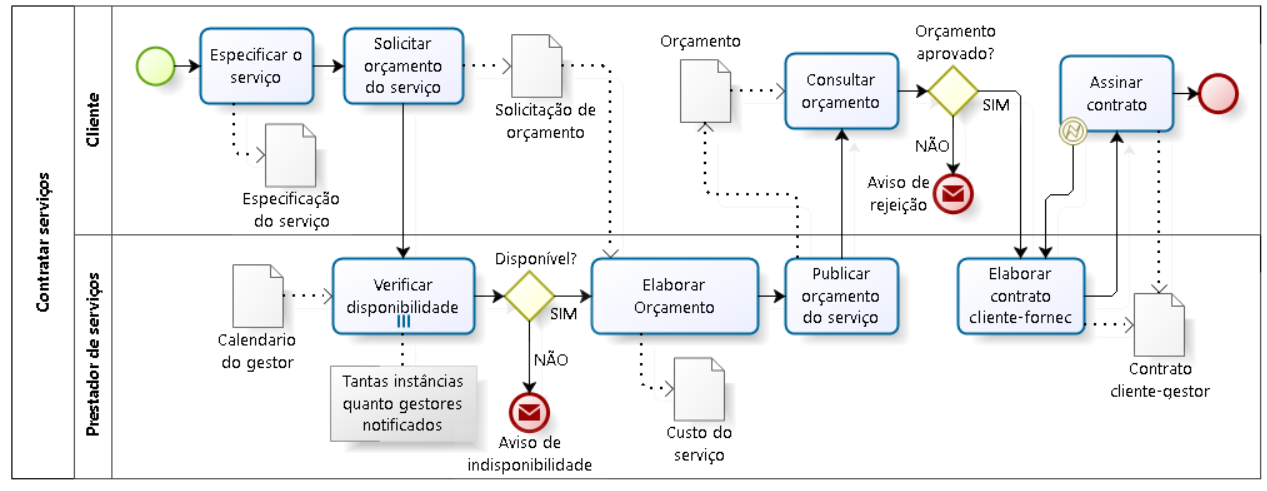 Contratar serviços
Cliente
Especificar o
serviço
Solicitar
orçamento
do serviço
Solicitação de
orçamento
Especificação
do serviço
Orçamento
Consultar
orçamento
Orçamento
aprovado?
SIM
NÃO
Aviso de
rejeição
Assinar
contrato
Prestador de serviços
Calendario
do gestor
Verificar
disponibilidade
Tantas instâncias
quanto gestores
notificados
Disponível?
SIM
NÃO
Aviso de
indisponibilidade
Elaborar
Orçamento
Custo do
serviço
Publicar
orçamento
do serviço
Elaborar
contrato
cliente-fornec
Contrato
cliente-gestor